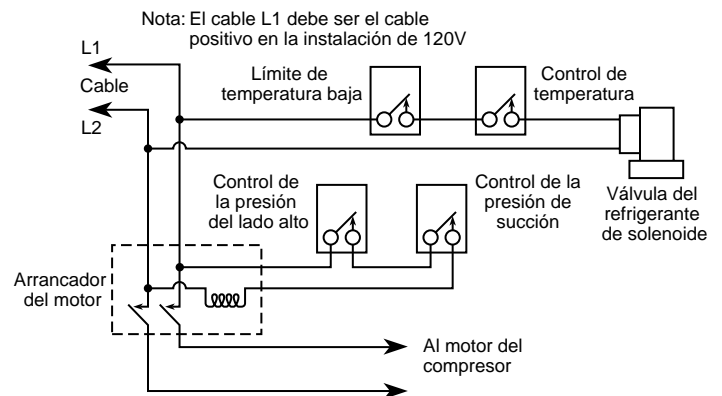 Nota: El cable L1 debe ser el cable
positivo en la instalación de 120V
L1
Cable
L2
Límite de
temperatura baja
Control de
temperatura
Control de
la presión
del lado alto
Control de la
presión de
succión
Válvula del
refrigerante
de solenoide
Arrancador
del motor
Al motor del
compresor